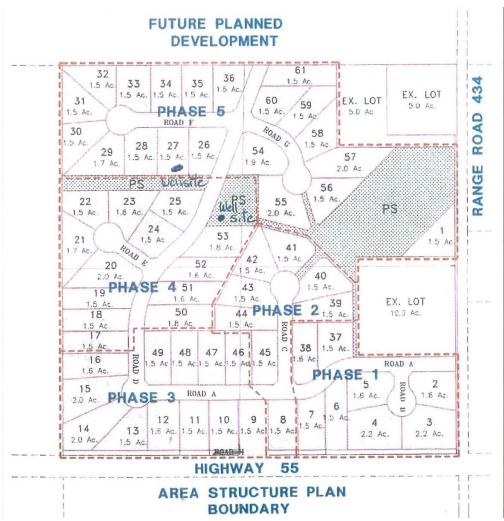 FUTURE PLANNED
DEVELOPMENT
RANGE ROAD 434
32
1.5 Ac.
33
1.5 Ac.
34
1.5 Ac.
35
1.5 Ac.
36
1.5 Ac.
61
1.5 Ac.
31
1.5 Ac.
PHASE 5
ROAD F
60
1.5 Ac.
59
1.5 Ac.
EX. LOT
5.0 Ac.
EX. LOT
5.0 Ac.
30
1.5 Ac.
29
1.7 Ac.
28
1.5 Ac.
27
1.5 Ac.
26
1.5 Ac.
ROAD G
58
1.5 Ac.
54
1.9 Ac.
57
2.0 Ac.
PS
Wellsite
56
1.5 Ac.
22
1.5 Ac.
23
1.6 Ac.
25
1.5 Ac.
PS
Well
site
55
2.0 Ac.
PS
24
1.5 Ac.
21
1.7 Ac.
ROAD E
53
1.8 Ac.
41
1.5 Ac.
1
1.5 Ac.
20
2.0 Ac.
52
1.6 Ac.
42
1.5 Ac.
40
1.5 Ac.
PHASE 4
19
1.5 Ac.
51
1.6 Ac.
43
1.5 Ac.
PHASE 2
39
1.5 Ac.
EX. LOT
18
1.5 Ac.
50
44
1.5 Ac.
17
1.5 Ac.
ROAD C
16
1.6 Ac.
ROAD D
49
1.5 Ac.
48
1.5 Ac.
47
1.5 Ac.
46
1.5 Ac.
45
1.5 Ac.
38
1.6 Ac.
37
1.5 Ac.
ROAD A
PHASE 1
15
2.0 Ac.
PHASE 3
ROAD A
5
1.6 Ac.
ROAD B
2
1.6 Ac.
14
2.0 Ac.
13
1.5 Ac.
12
1.6 Ac.
11
1.5 Ac.
10
1.5 Ac.
9
1.5 Ac.
8
1.5 Ac.
7
1.5 Ac.
6
1.5 Ac.
4
2.2 Ac.
3
2.2 Ac.
ROAD H
HIGHWAY 55
AREA STRUCTURE PLAN
BOUNDARY